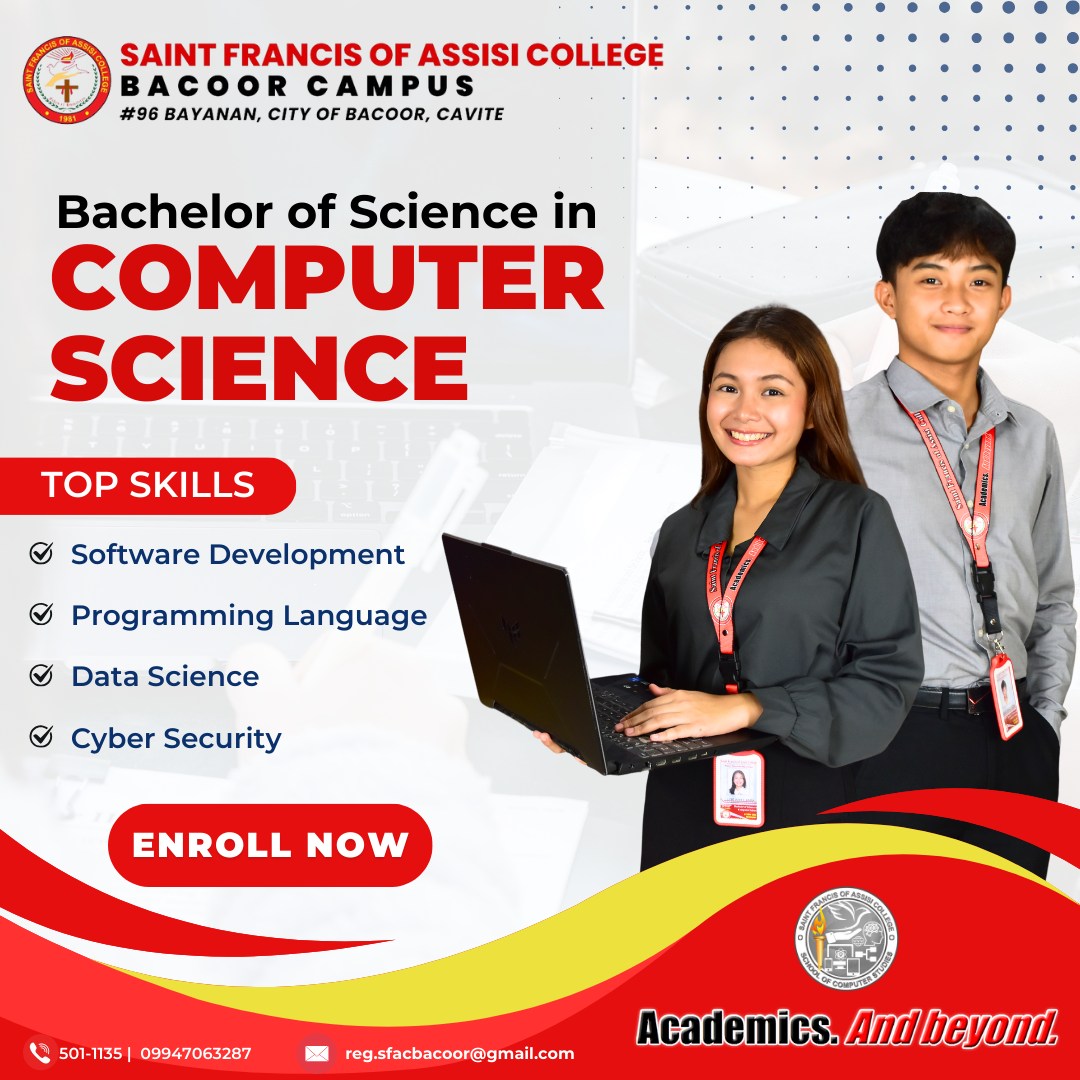 SAINT FRANCIS OF ASSISI COLLEGE
1981
SAINT FRANCIS OF ASSISI COLLEGE
BACOOR CAMPUS
#96 BAYANAN, CITY OF BACOOR, CAVITE
Bachelor of Science in
COMPUTER
SCIENCE
TOP SKILLS
Software Development
Programming Language
Data Science
Cyber Security
Academics.
Academics.
ENROLL NOW
SAINT FRANCIS OF ASSISI COLLEGE
SCHOOL OF COMPUTER STUDIES
Academics. And beyond.
501-1135 | 09947063287
reg.sfacbacoor@gmail.com